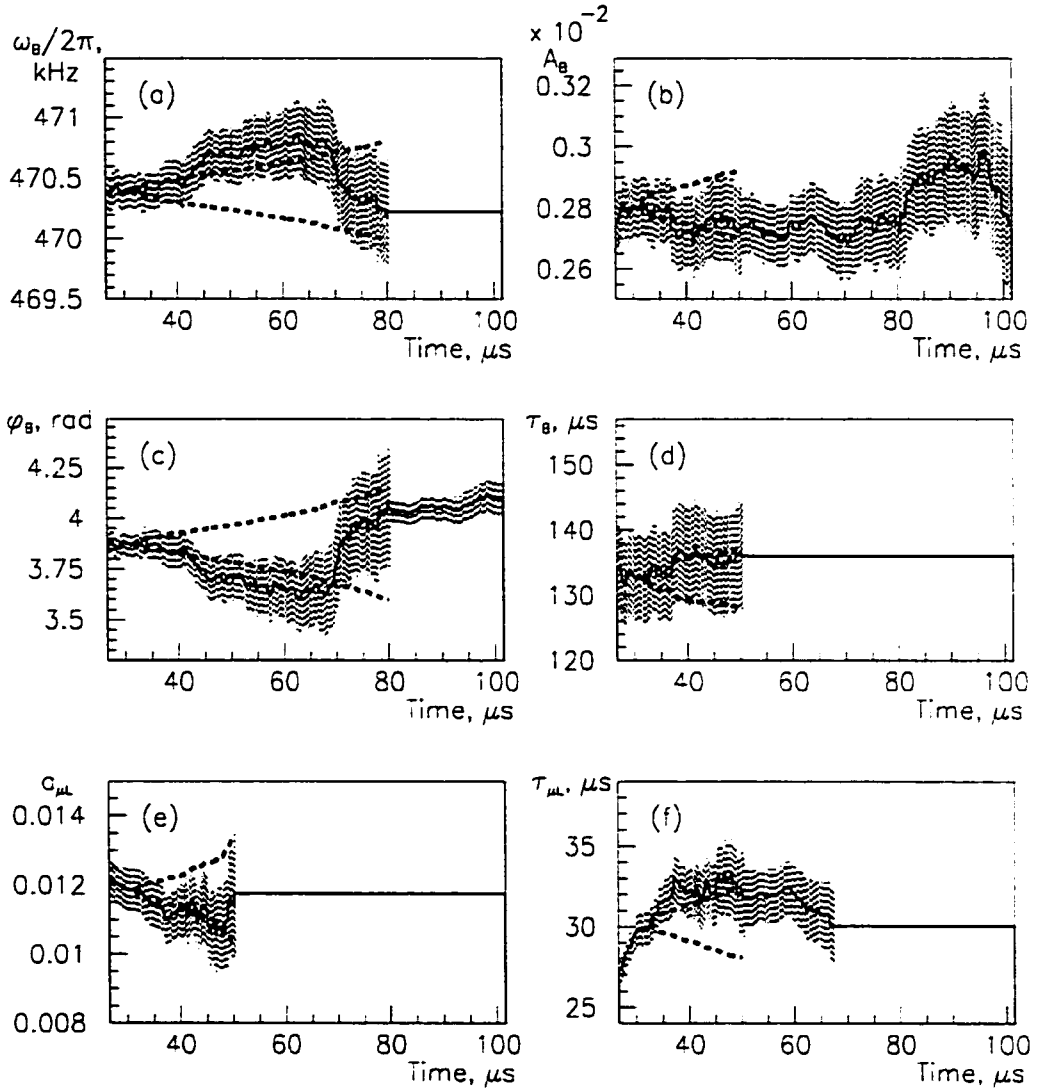 ω_B/2π, kHz
(a)
471
470.5
470
469.5
40 60 80 100
Time, μs
× 10^-2
A_B
(b)
0.32
0.3
0.28
0.26
40 60 80 100
Time, μs
φ_B, rad
(c)
4.25
4
3.75
3.5
40 60 80 100
Time, μs
τ_B, μs
(d)
150
140
130
120
40 60 80 100
Time, μs
a_μL
(e)
0.014
0.012
0.01
0.008
40 60 80 100
Time, μs
τ_μL, μs
(f)
35
30
25
40 60 80 100
Time, μs